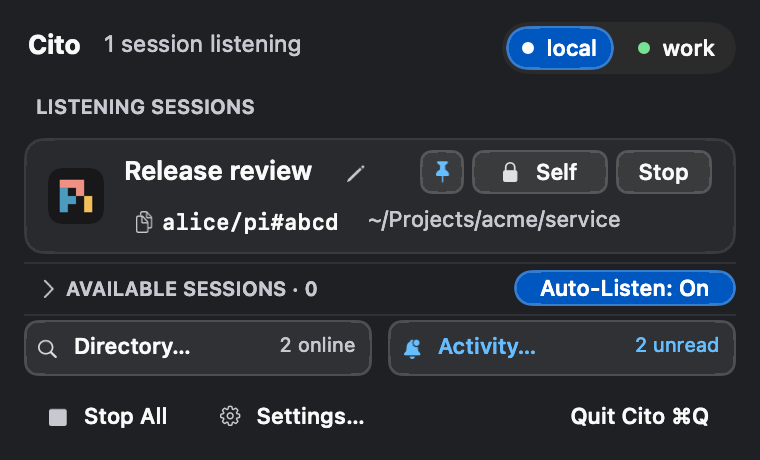 Cito 1 session listening local work
LISTENING SESSIONS
Release review Self Stop
alice/pi#abcd ~/Projects/acme/service
AVAILABLE SESSIONS · 0 Auto-Listen: On
Directory... 2 online Activity... 2 unread
Stop All Settings... Quit Cito ⌘Q